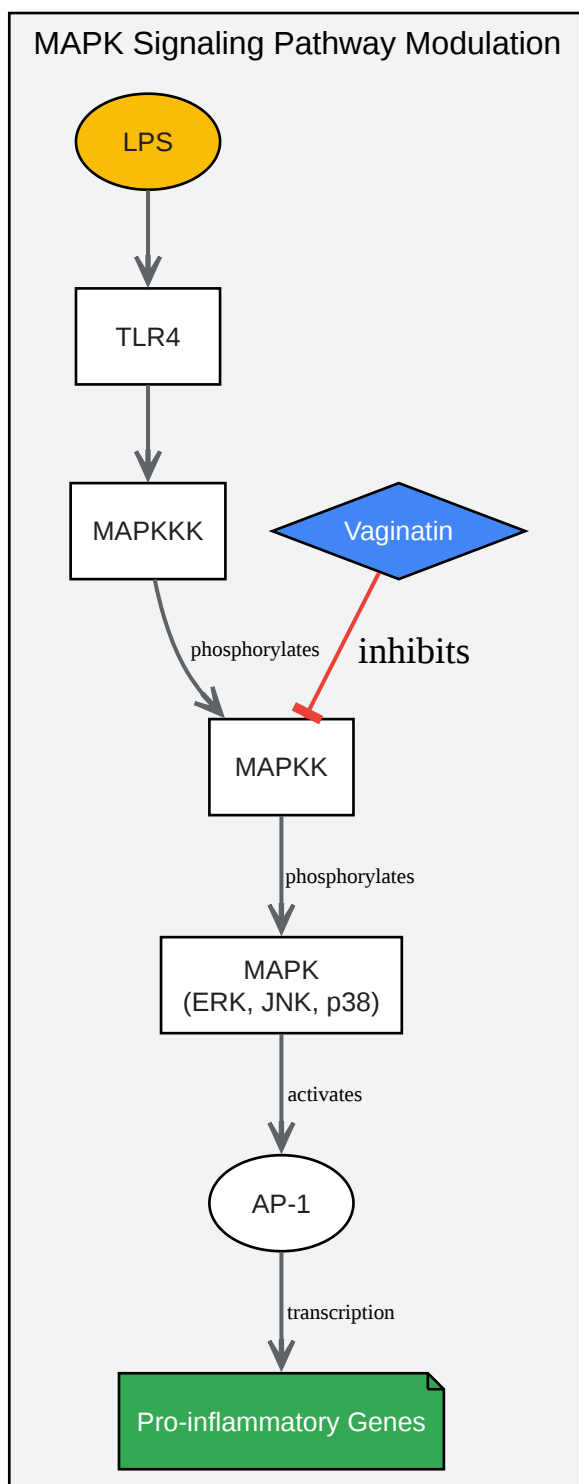 MAPK Signaling Pathway Modulation
LPS
TLR4
MAPKKK
Vaginatin
phosphorylates
inhibits
MAPKK
phosphorylates
MAPK
(ERK, JNK, p38)
activates
AP-1
transcription
Pro-inflammatory Genes